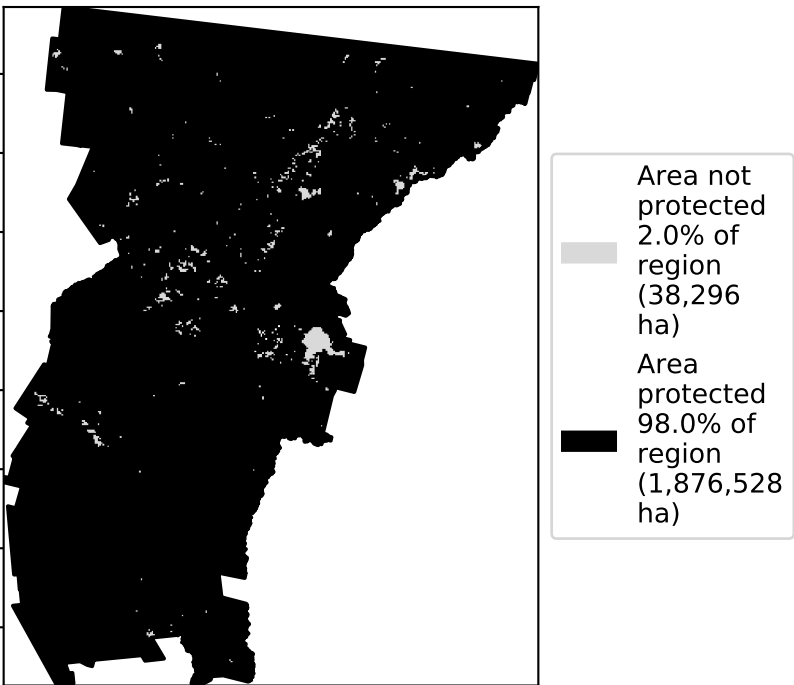 Area not
protected
2.0% of
region
(38,296
ha)
Area
protected
98.0% of
region
(1,876,528
ha)